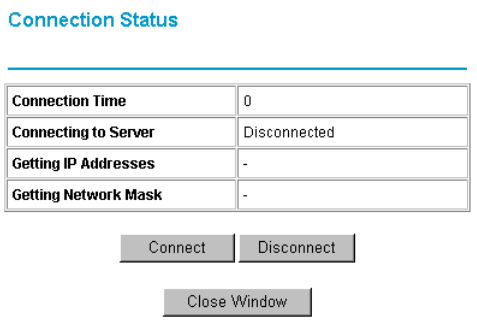 Connection Status
Connection Time 0
Connecting to Server Disconnected
Getting IP Addresses -
Getting Network Mask -
Connect Disconnect
Close Window